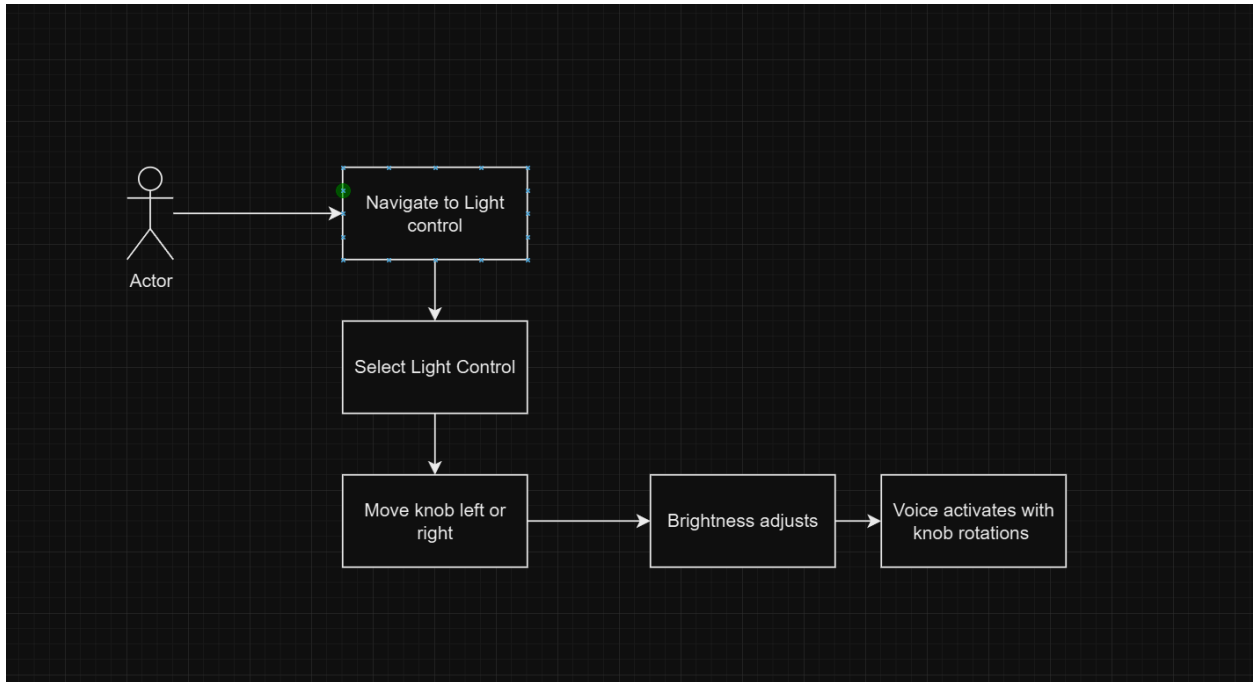 Navigate to Light
control
Actor
Select Light Control
Move knob left or
right
Brightness adjusts
Voice activates with
knob rotations